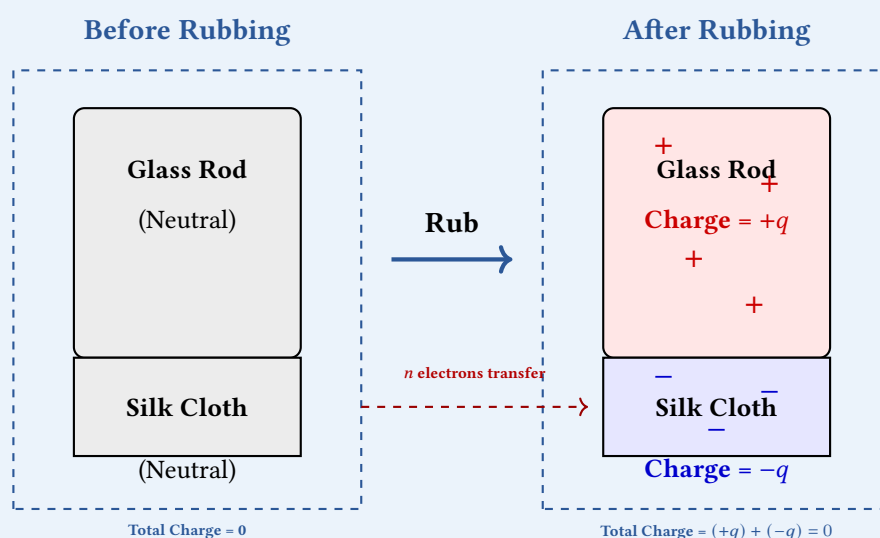 Before Rubbing
Glass Rod
(Neutral)
Silk Cloth
(Neutral)
Total Charge = 0
Rub
n electrons transfer
After Rubbing
+
Glass Rod
+
Charge = +q
+
+
−
−
Silk Cloth
−
Charge = −q
Total Charge = (+q) + (−q) = 0